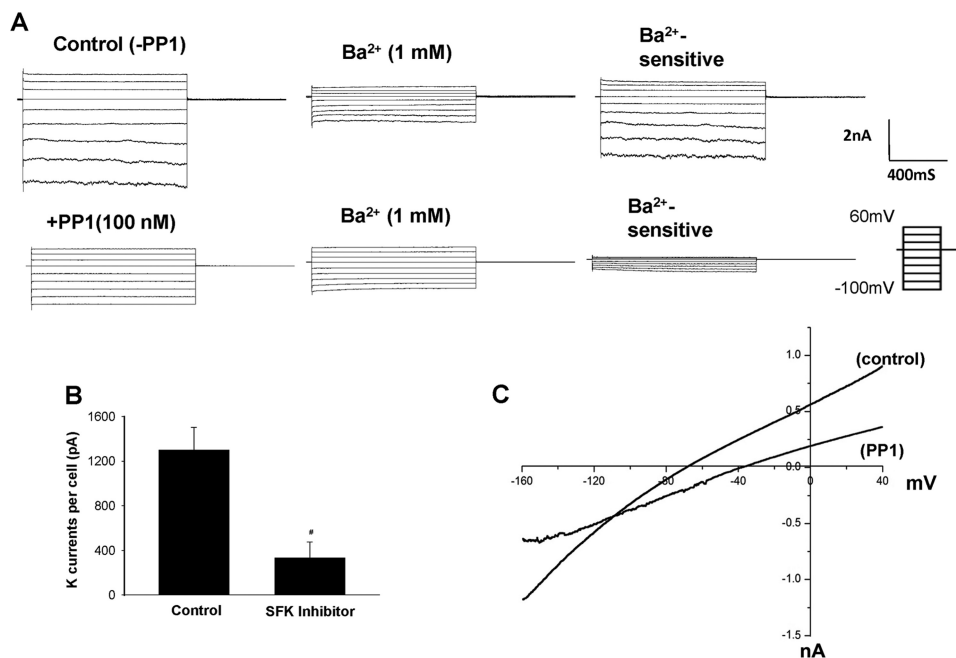 A
Control (-PP1)
Ba²⁺ (1 mM)
Ba²⁺-
sensitive
2nA
400mS
+PP1(100 nM)
Ba²⁺ (1 mM)
Ba²⁺-
sensitive
60mV
-100mV
B
K currents per cell (pA)
1600
1200
800
400
0
#
Control
SFK Inhibitor
C
1.0
(control)
0.5
(PP1)
0.0
-160
-120
-80
-40
0
40
mV
-0.5
-1.0
-1.5
nA